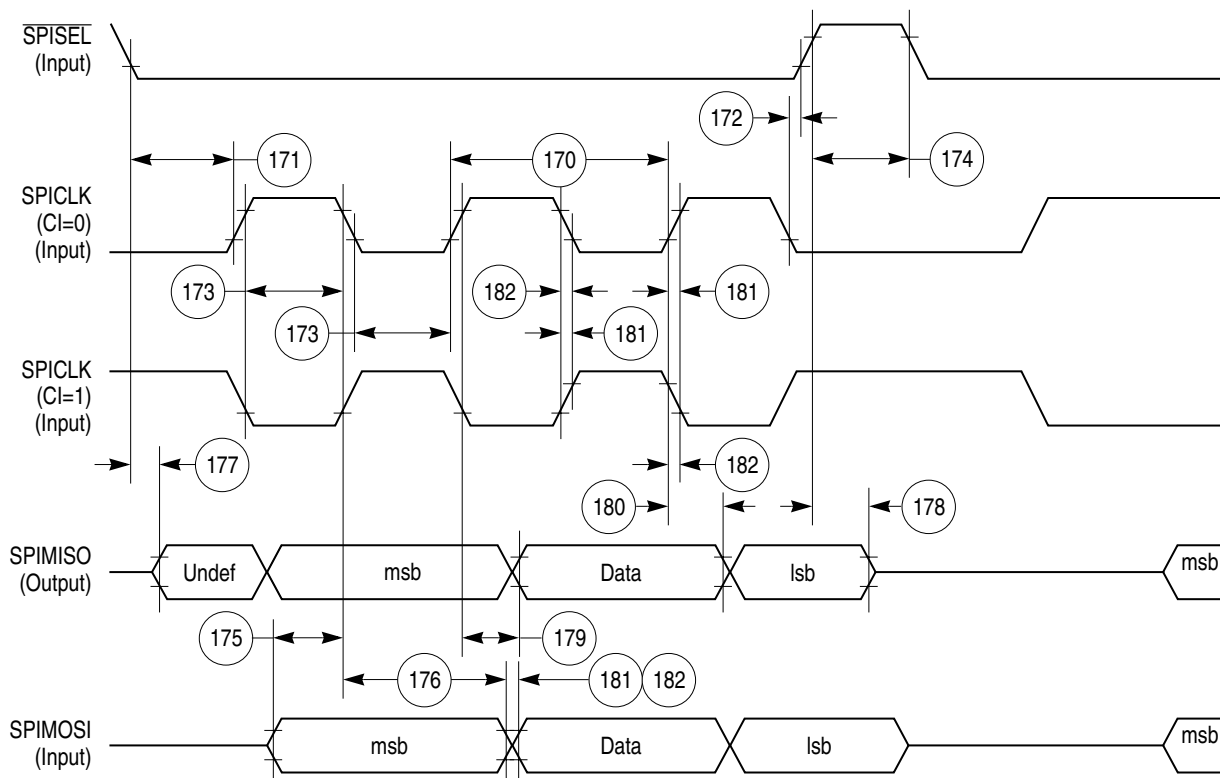 SPISEL
(Input)
172
171
170
174
SPICLK
(CI=0)
(Input)
173
182
181
173
181
SPICLK
(CI=1)
(Input)
177
182
180
178
SPIMISO
(Output)
Undef
msb
Data
lsb
msb
175
179
176
181
182
SPIMOSI
(Input)
msb
Data
lsb
msb